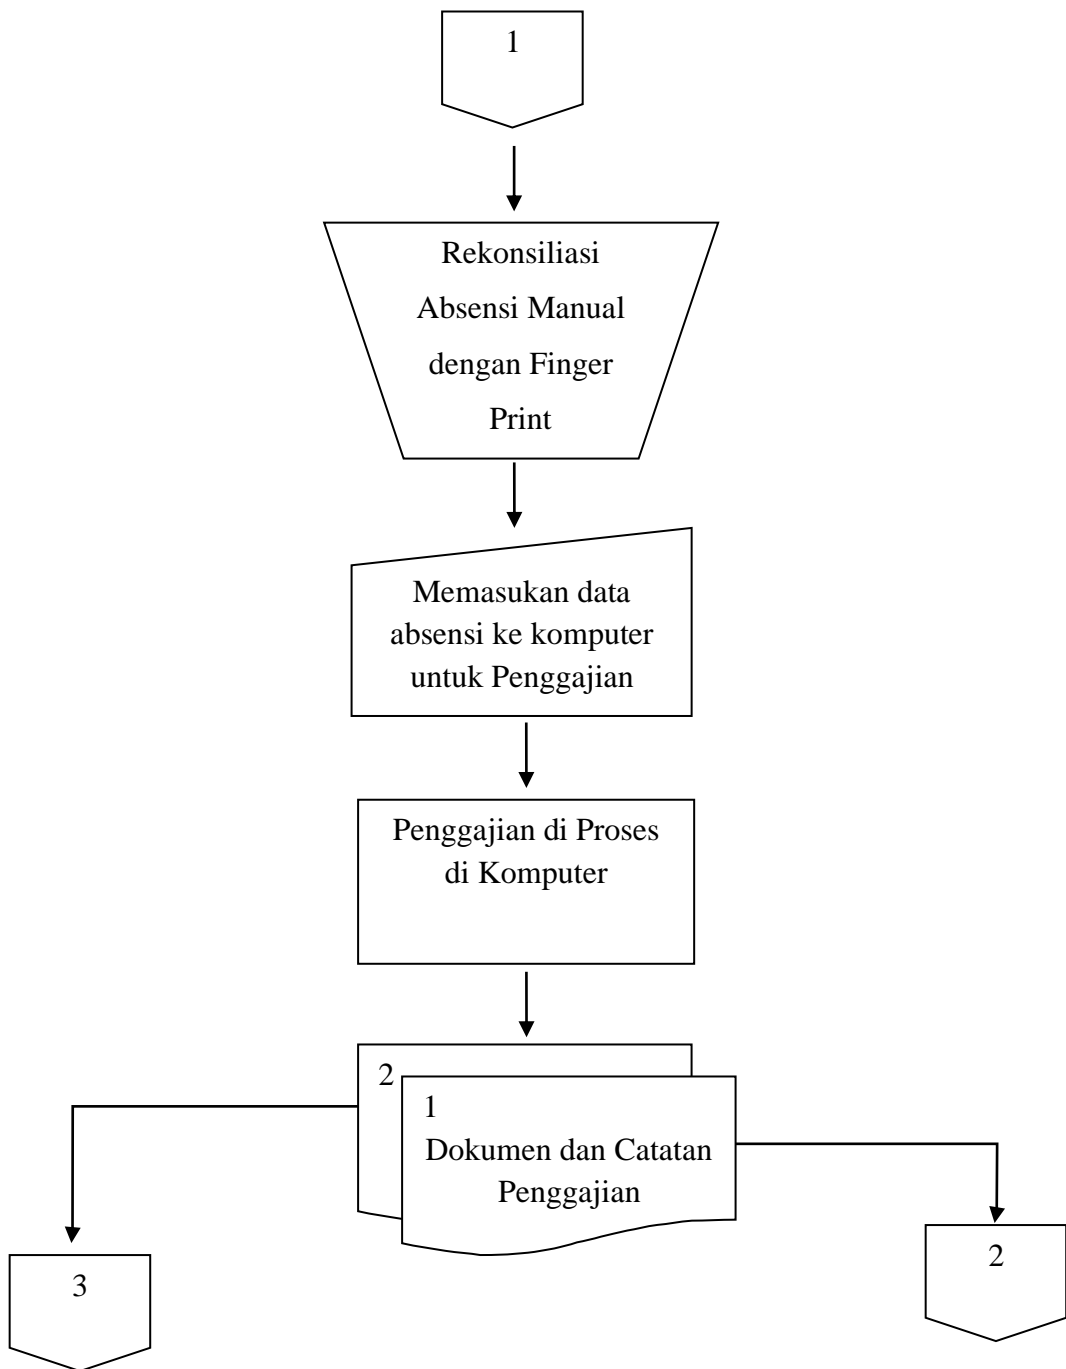 1
Rekonsiliasi
Absensi Manual
dengan Finger
Print
Memasukan data
absensi ke komputer
untuk Penggajian
Penggajian di Proses
di Komputer
2
1
Dokumen dan Catatan
Penggajian
3
2